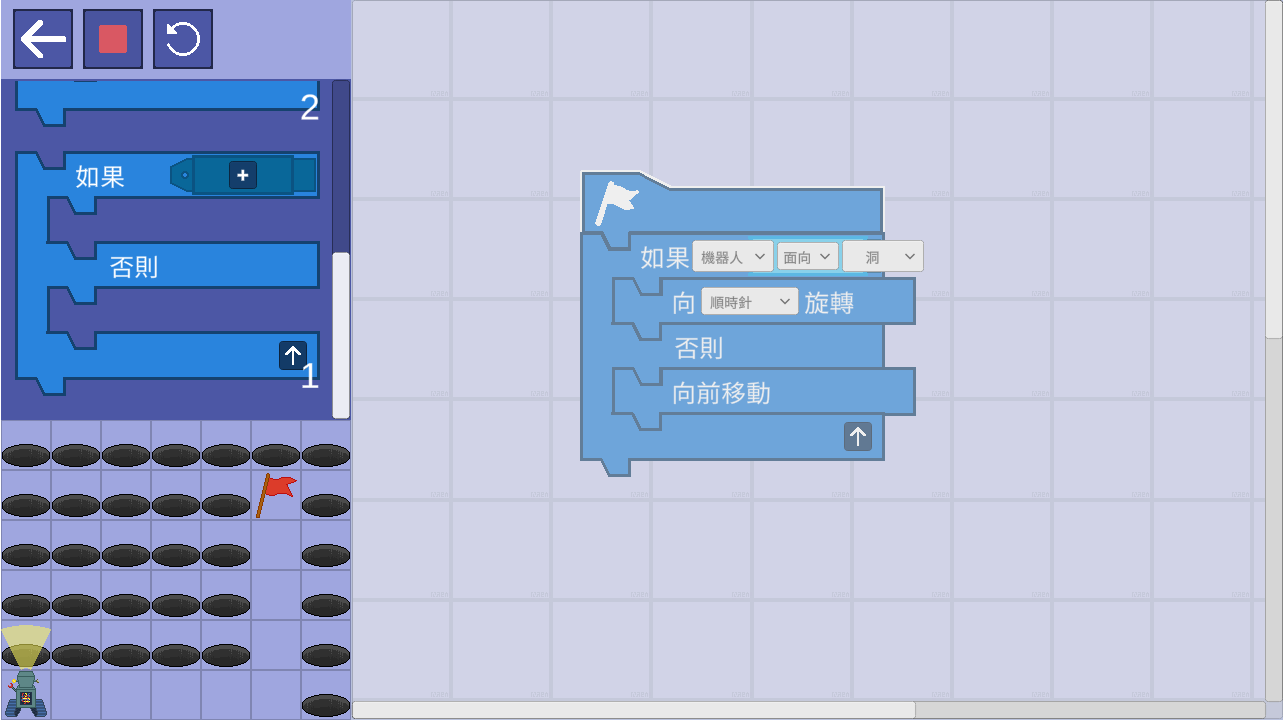 2
如果 +
否則
1
如果 機器人 面向 洞
向 順時針 旋轉
否則
向前移動